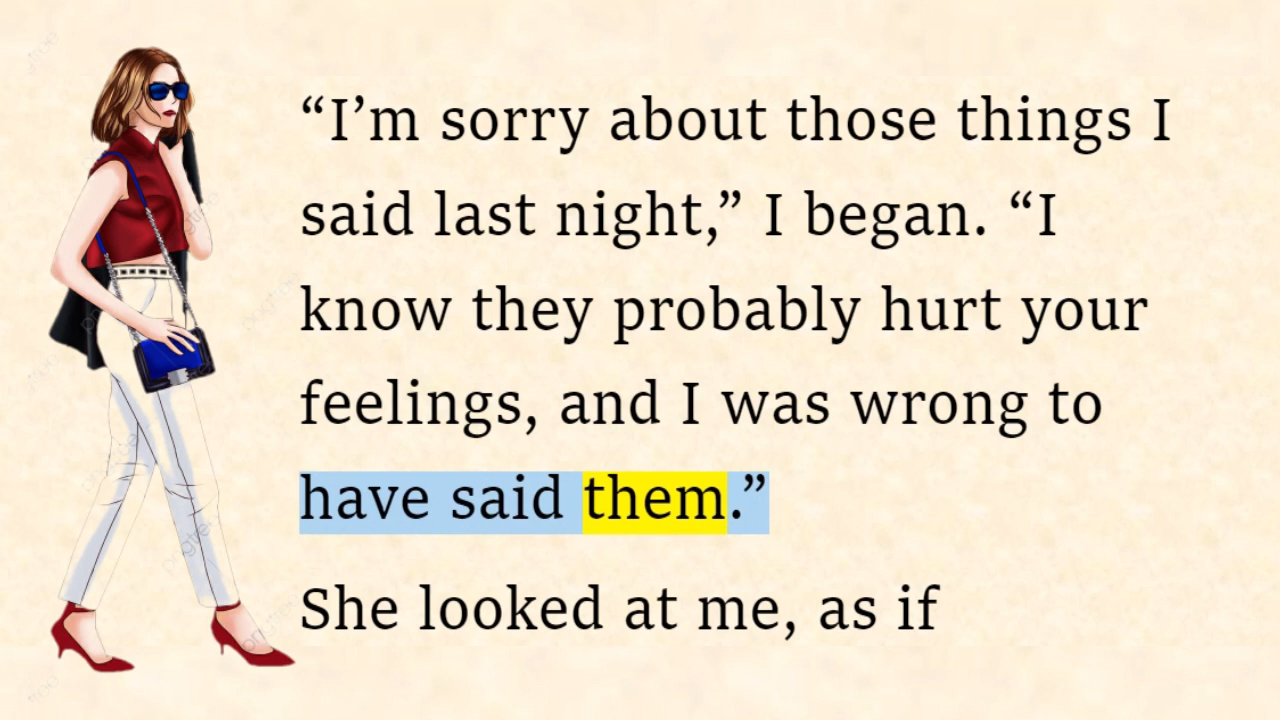 “I’m sorry about those things I
said last night,” I began. “I
know they probably hurt your
feelings, and I was wrong to
have said them.”
She looked at me, as if